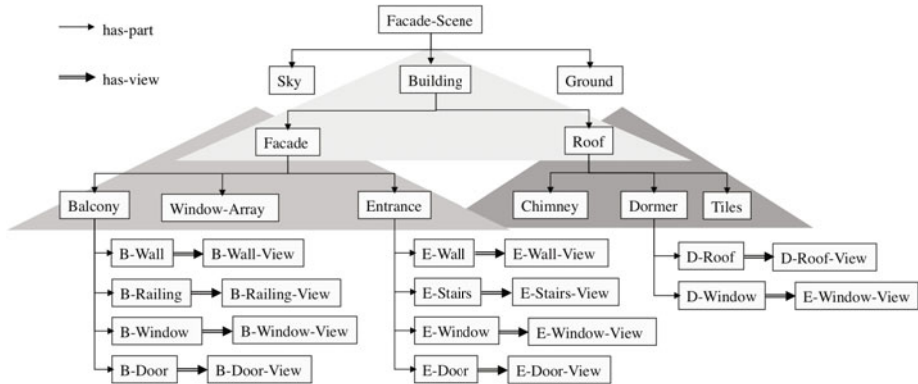 Facade-Scene
has-part
has-view
Sky
Building
Ground
Facade
Roof
Balcony
Window-Array
Entrance
Chimney
Dormer
Tiles
B-Wall
B-Wall-View
E-Wall
E-Wall-View
D-Roof
D-Roof-View
B-Railing
B-Railing-View
E-Stairs
E-Stairs-View
D-Window
E-Window-View
B-Window
B-Window-View
E-Window
E-Window-View
B-Door
B-Door-View
E-Door
E-Door-View